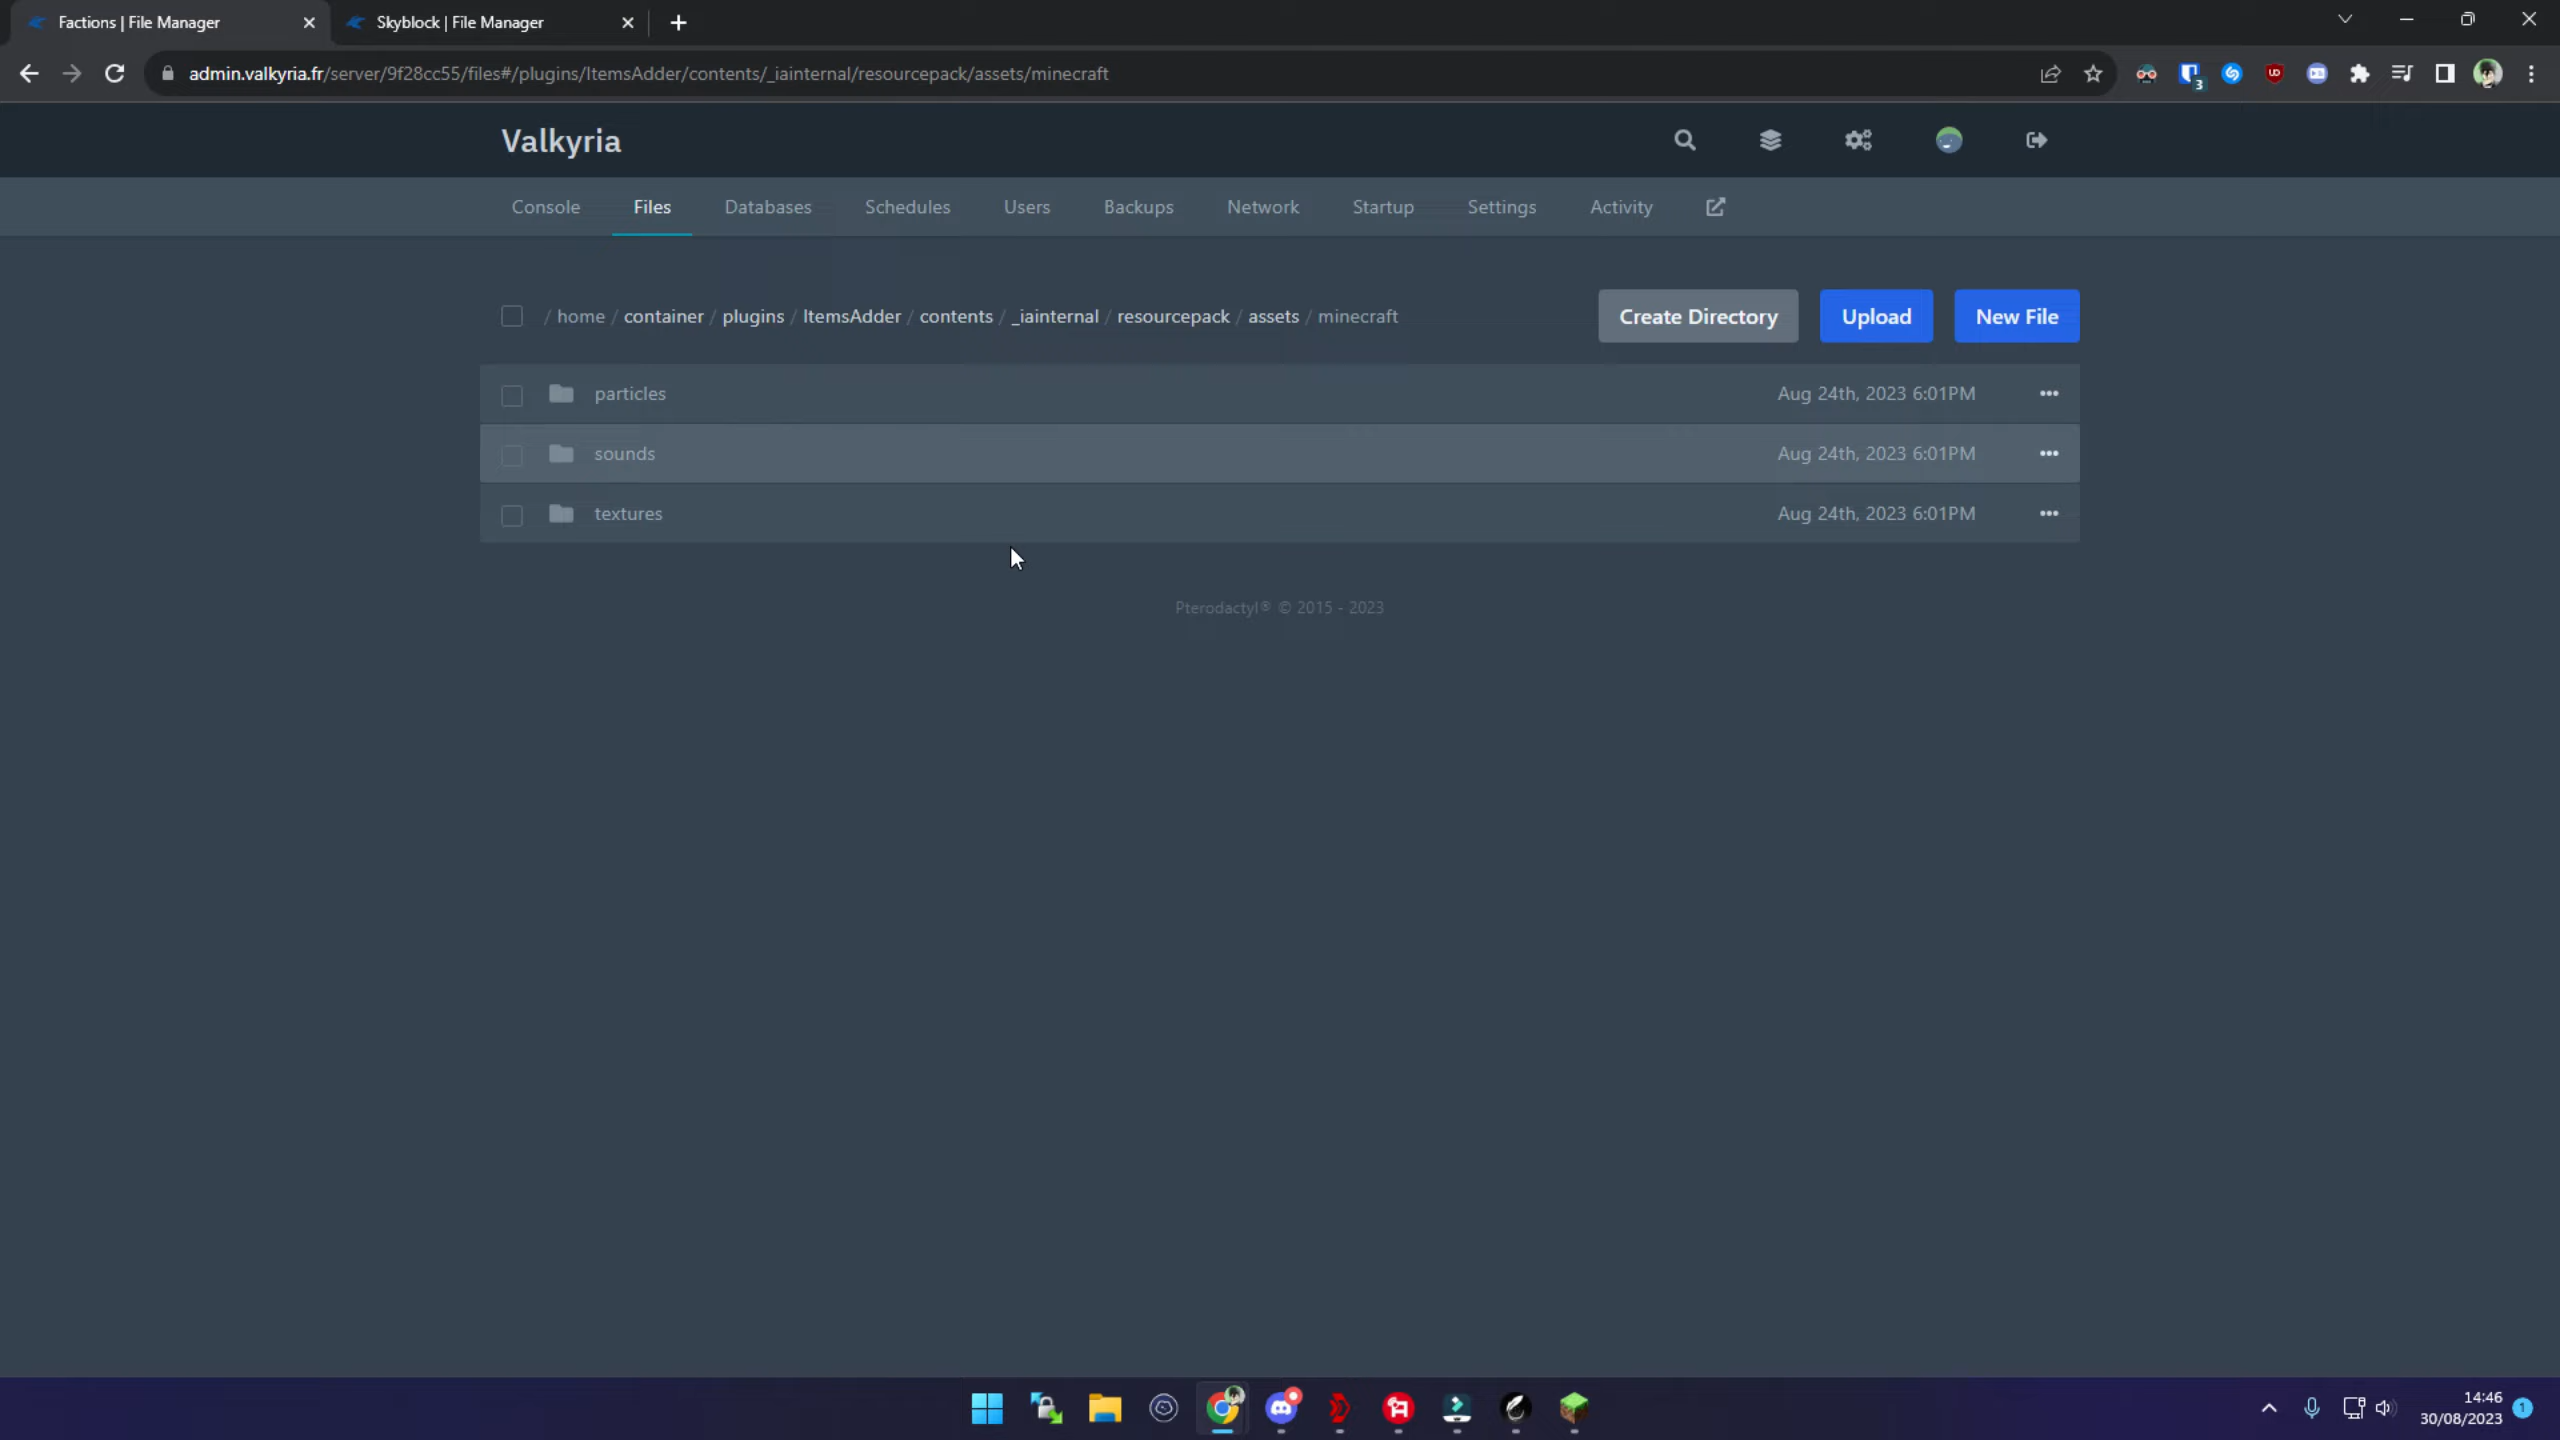 Factions | File Manager
Skyblock | File Manager
admin.valkyria.fr/server/9f28cc55/files#/plugins/ItemsAdder/contents/_iainternal/resourcepack/assets/minecraft
3
Valkyria
Console Files Databases Schedules Users Backups Network Startup Settings Activity
/ home / container / plugins / ItemsAdder / contents / _iainternal / resourcepack / assets / minecraft
Create Directory
Upload
New File
particles Aug 24th, 2023 6:01PM
sounds Aug 24th, 2023 6:01PM
textures Aug 24th, 2023 6:01PM
Pterodactyl® © 2015 - 2023
14:46
30/08/2023
1